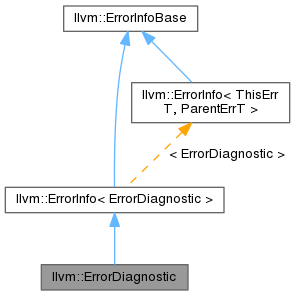 llvm::ErrorInfoBase
llvm::ErrorInfo< ThisErr
T, ParentErrT >
< ErrorDiagnostic >
llvm::ErrorInfo< ErrorDiagnostic >
llvm::ErrorDiagnostic